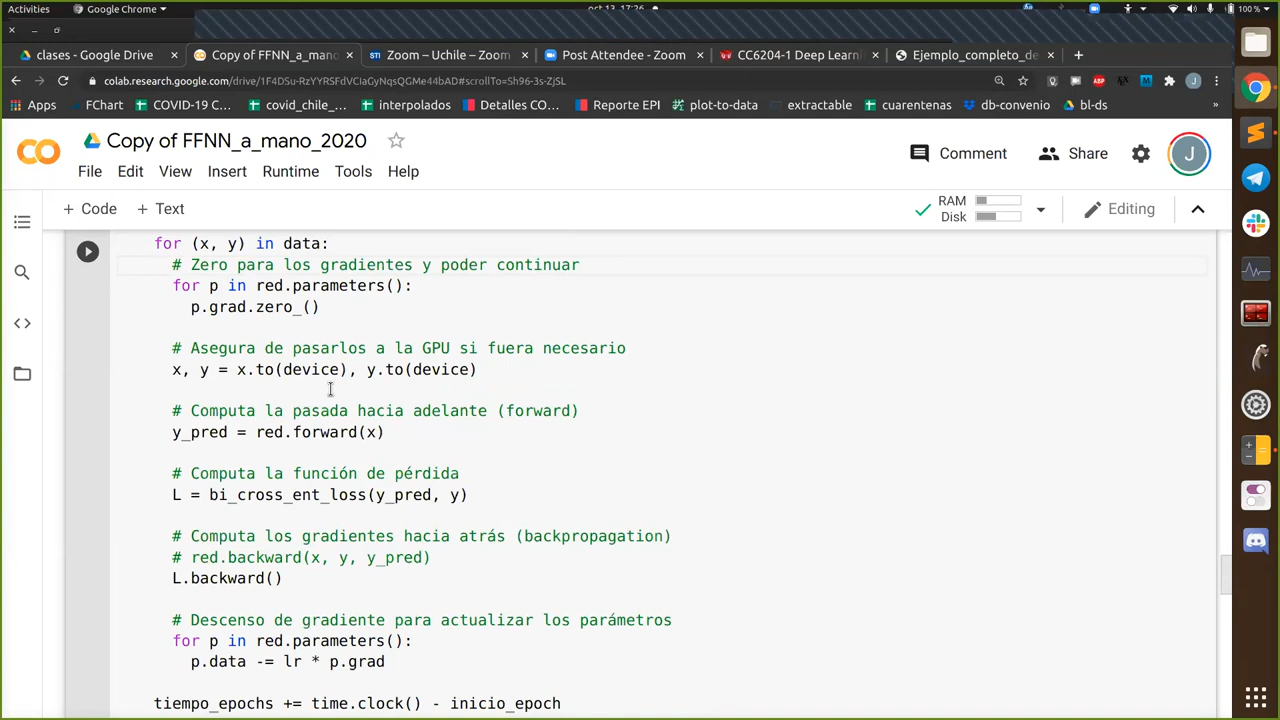 Activities
Google Chrome
oct 13, 17:26
100 %
clases - Google Drive
Copy of FFNN_a_mano_
Zoom – Uchile – Zoom
Post Attendee - Zoom
CC6204-1 Deep Learni
Ejemplo_completo_de
colab.research.google.com/drive/1F4DSu-RzYYRSFdVCIaGyNqsQGMe44bAD#scrollTo=Sh96-3s-ZjSL
Apps
FChart
COVID-19 C...
covid_chile_...
interpolados
Detalles CO...
Reporte EPI
plot-to-data
extractable
cuarentenas
db-convenio
bl-ds
»
Copy of FFNN_a_mano_2020
Comment
Share
J
File Edit View Insert Runtime Tools Help
+ Code + Text
RAM
Disk
Editing
for (x, y) in data:
# Zero para los gradientes y poder continuar
for p in red.parameters():
p.grad.zero_()
# Asegura de pasarlos a la GPU si fuera necesario
x, y = x.to(device), y.to(device)
# Computa la pasada hacia adelante (forward)
y_pred = red.forward(x)
# Computa la función de pérdida
L = bi_cross_ent_loss(y_pred, y)
# Computa los gradientes hacia atrás (backpropagation)
# red.backward(x, y, y_pred)
L.backward()
# Descenso de gradiente para actualizar los parámetros
for p in red.parameters():
p.data -= lr * p.grad
tiempo_epochs += time.clock() - inicio_epoch